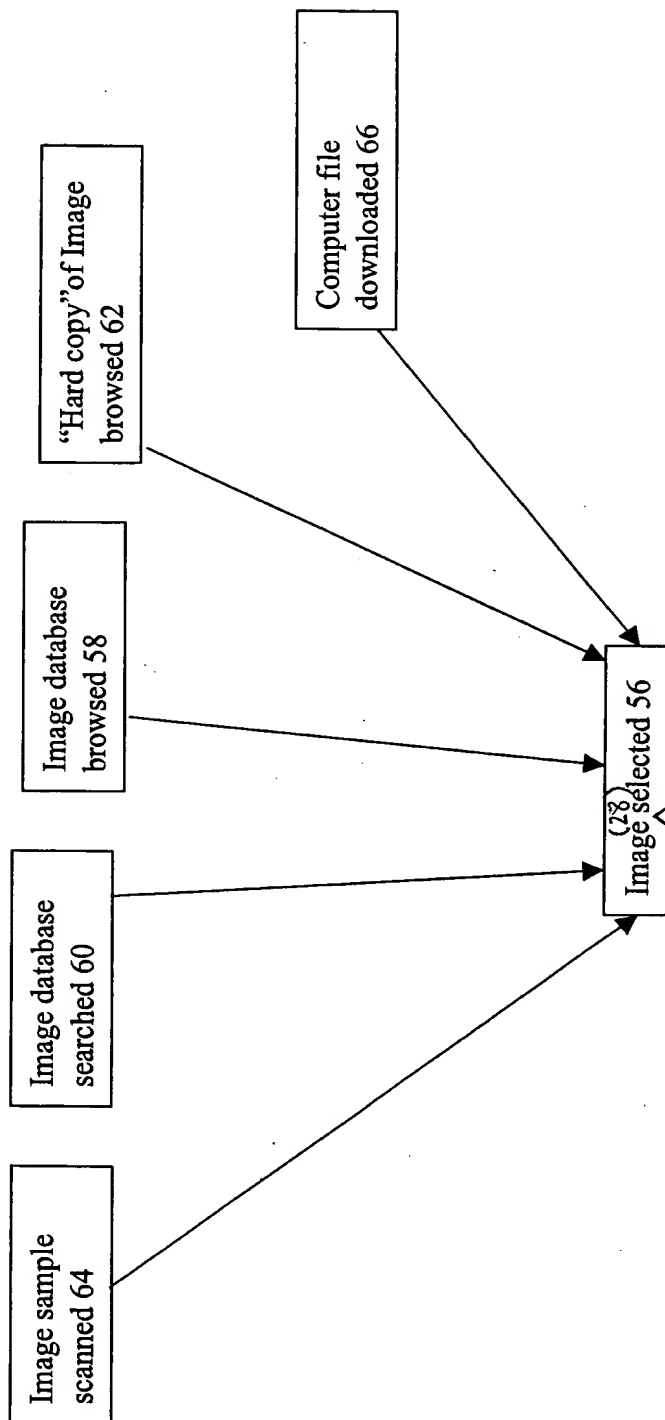 Image sample
scanned 64
Image database
searched 60
Image database
browsed 58
“Hard copy”of Image
browsed 62
Computer file
downloaded 66
(28)
Image selected 56